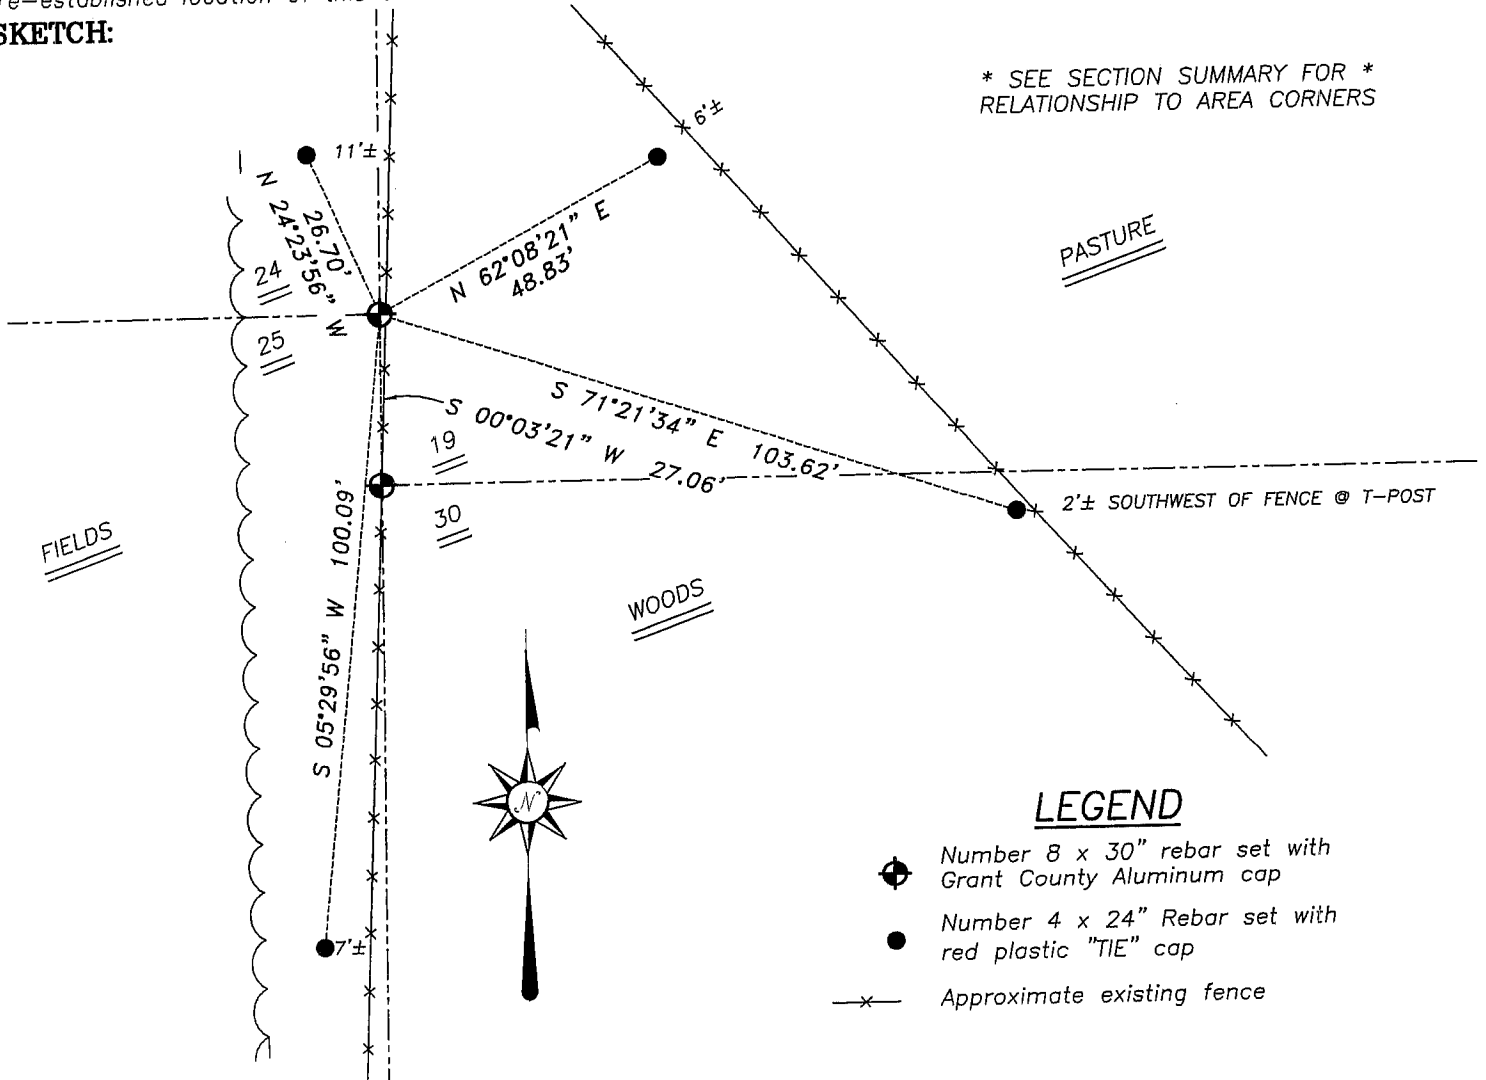 SKETCH:
* SEE SECTION SUMMARY FOR *
RELATIONSHIP TO AREA CORNERS
6'±
11'±
N 24°23'56" W
26.70'
N 62°08'21" E
48.83'
PASTURE
24
25
S 71°21'34" E 103.62'
S 00°03'21" W 27.06'
19
30
2'± SOUTHWEST OF FENCE @ T-POST
FIELDS
WOODS
S 05°29'56" W 100.09'
7'±
N
LEGEND
Number 8 x 30" rebar set with
Grant County Aluminum cap
Number 4 x 24" Rebar set with
red plastic "TIE" cap
Approximate existing fence